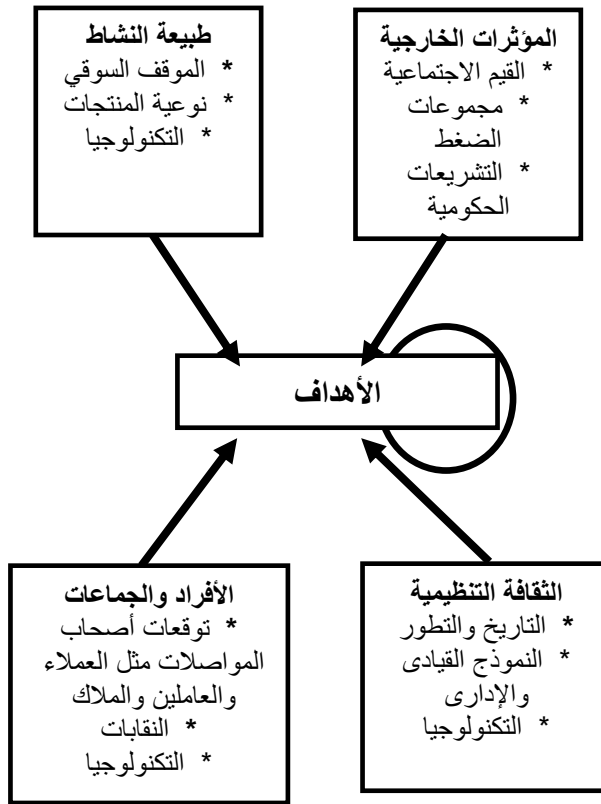 المؤثرات الخارجية
* القيم الاجتماعية
* مجموعات
الضغط
* التشريعات
الحكومية
طبيعة النشاط
* الموقف السوقي
* نوعية المنتجات
* التكنولوجيا
الأهداف
الثقافة التنظيمية
* التاريخ والتطور
* النموذج القيادى
والإدارى
* التكنولوجيا
الأفراد والجماعات
* توقعات أصحاب
المواصلات مثل العملاء
والعاملين والملاك
* النقابات
* التكنولوجيا